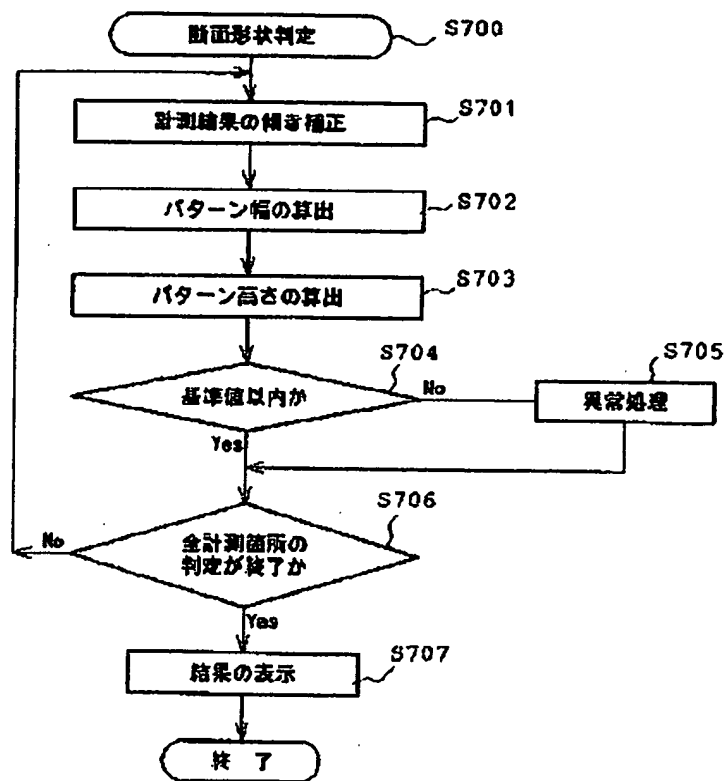 断面形状判定
S700
計測結果の傾き補正
S701
パターン幅の算出
S702
パターン高さの算出
S703
基準値以内か
S704
No
異常処理
S705
Yes
全計測箇所の
判定が終了か
S706
No
Yes
結果の表示
S707
終 了